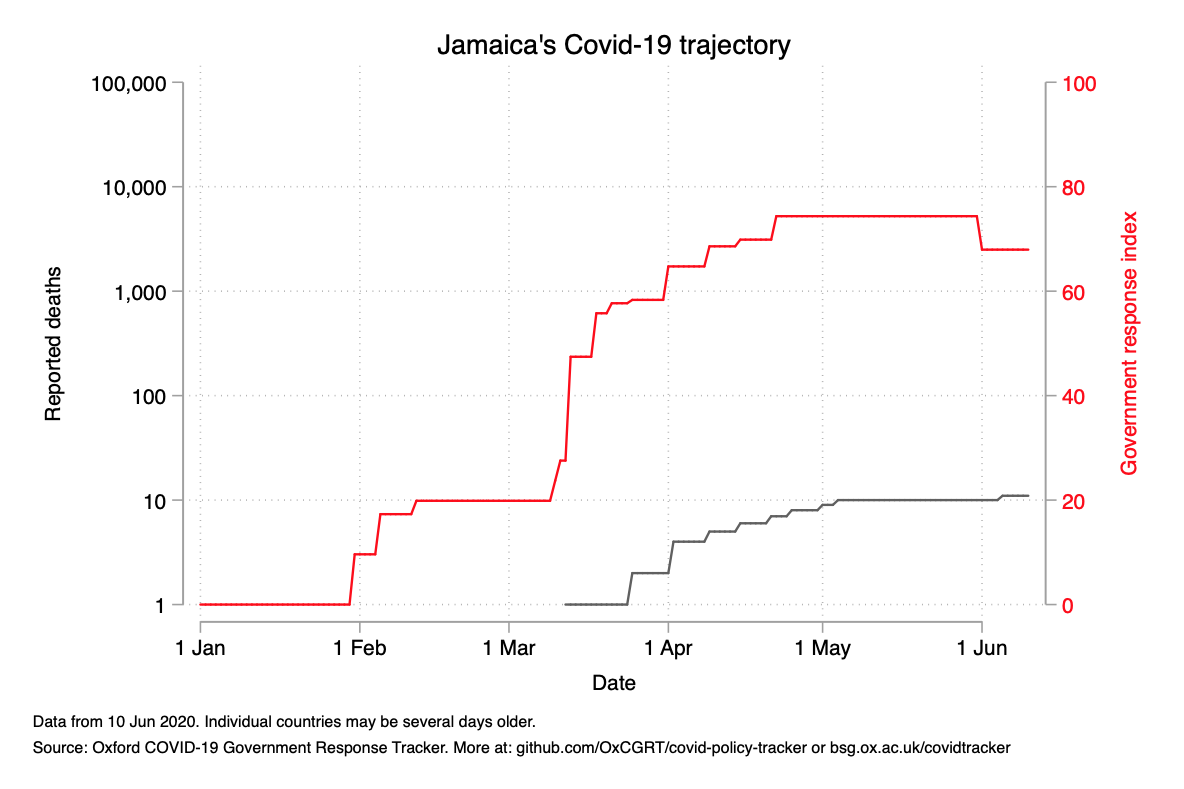 Jamaica's Covid-19 trajectory
100,000
10,000
1,000
100
10
1
Reported deaths
100
80
60
40
20
0
Government response index
1 Jan 1 Feb 1 Mar 1 Apr 1 May 1 Jun
Date
Data from 10 Jun 2020. Individual countries may be several days older.
Source: Oxford COVID-19 Government Response Tracker. More at: github.com/OxCGRT/covid-policy-tracker or bsg.ox.ac.uk/covidtracker